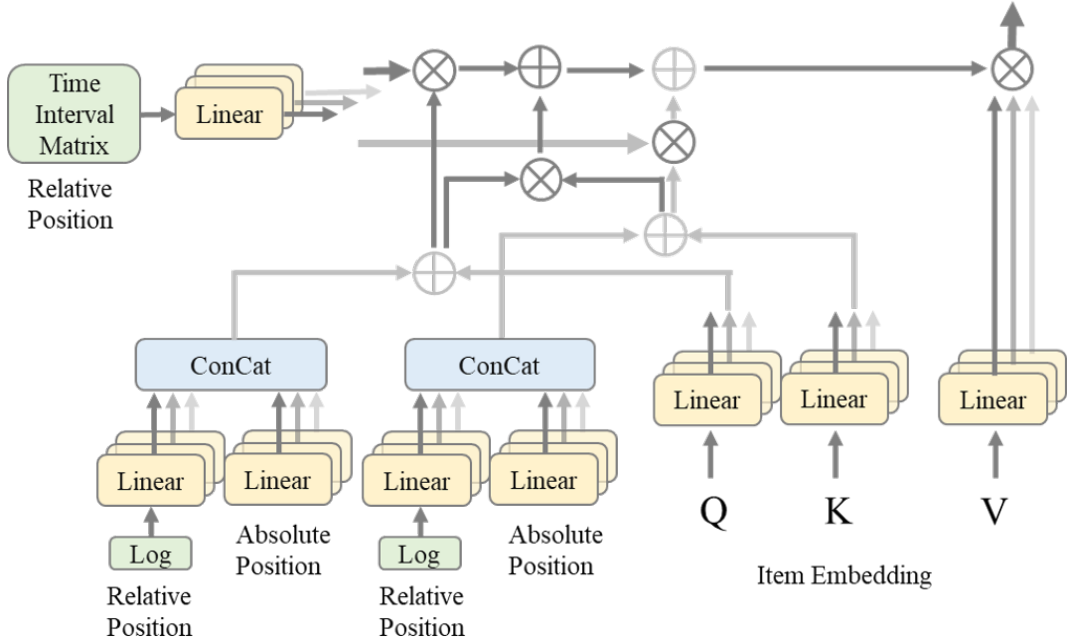 Time
Interval
Matrix
Linear
Relative
Position
ConCat
ConCat
Linear
Linear
Linear
Linear
Linear
Linear
Linear
Log
Absolute
Position
Log
Absolute
Position
Relative
Position
Relative
Position
Q
K
V
Item Embedding